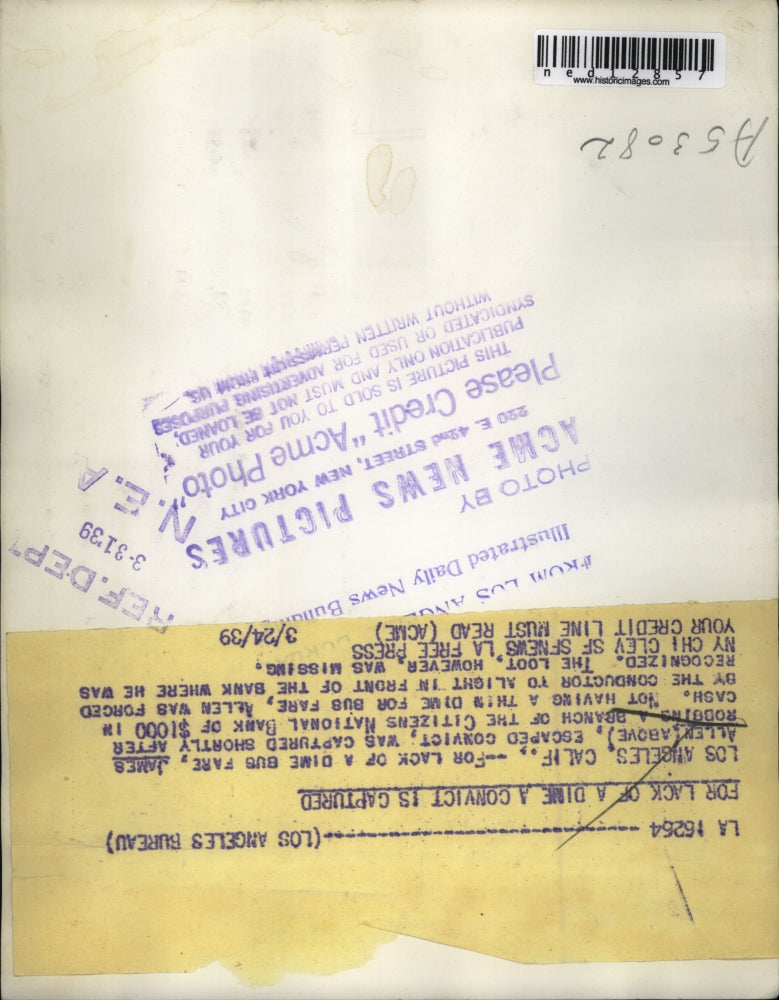 ned12857
www.historicimages.com
A53082
LA 16264 ----------------------(LOS ANGELES BUREAU)
FOR LACK OF A DIME A CONVICT IS CAPTURED
LOS ANGELES, CALIF., --FOR LACK OF A DIME BUS FARE, JAMES
ALLEN (ABOVE), ESCAPED CONVICT, WAS CAPTURED SHORTLY AFTER
ROBBING A BRANCH OF THE CITIZENS NATIONAL BANK OF $1000 IN
CASH. NOT HAVING A THIN DIME FOR BUS FARE, ALLEN WAS FORCED
BY THE CONDUCTOR TO ALIGHT IN FRONT OF THE BANK WHERE HE WAS
RECOGNIZED. THE LOOT, HOWEVER, WAS MISSING.
NY CHI CLEV SF SFNEWS LA FREE PRESS
YOUR CREDIT LINE MUST READ (ACME) 3/24/39
FROM LOS
Illustrated Daily News
PHOTO BY
ACME NEWS PICTURES
220 E. 42nd STREET, NEW YORK CITY
Please Credit "Acme Photo"
THIS PICTURE IS SOLD TO YOU FOR YOUR
PUBLICATION ONLY AND MUST NOT BE LOANED,
SYNDICATED OR USED FOR ADVERTISING PURPOSES
WITHOUT WRITTEN PERMISSION FROM US.
REF. DEPT
3-31'39
N. E. A